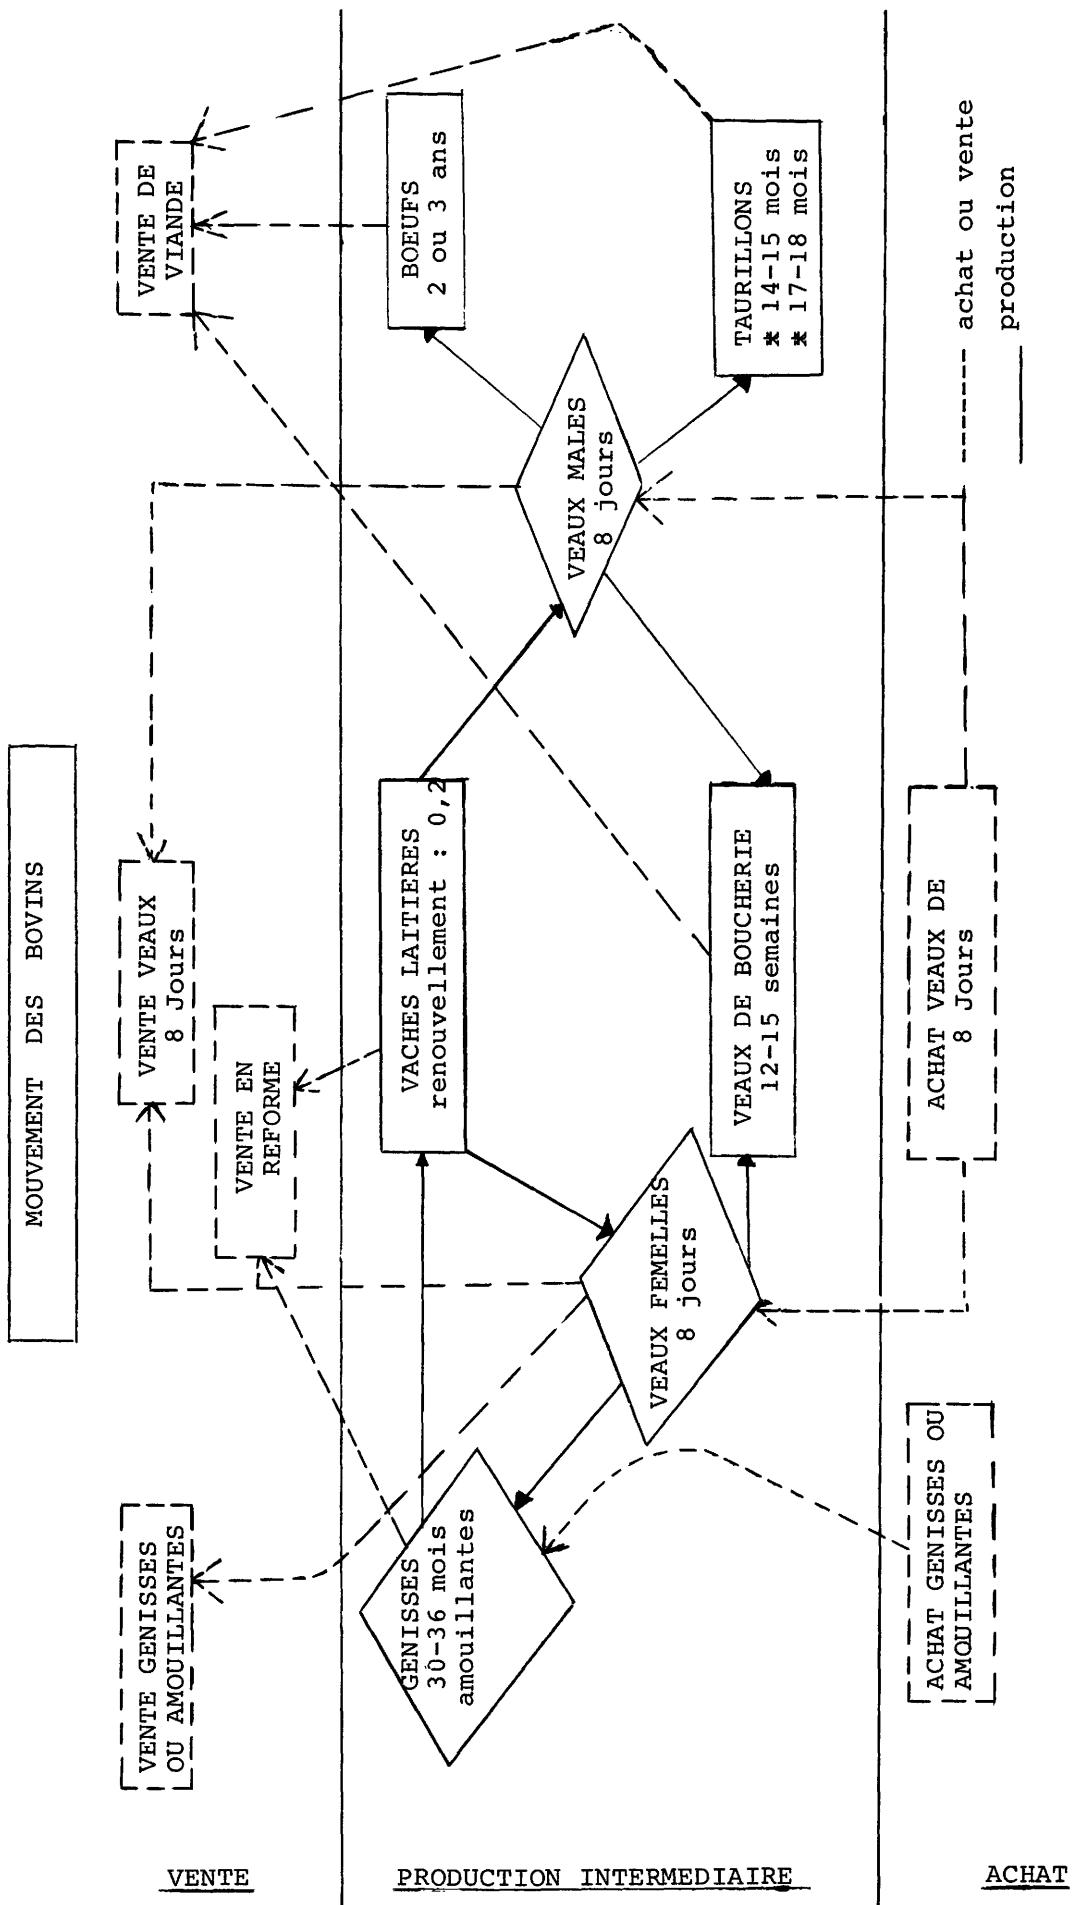 MOUVEMENT DES BOVINS
VENTE
VENTE GENISSES
OU AMOUILLANTES
VENTE VEAUX
8 Jours
VENTE EN
REFORME
VENTE DE
VIANDE
PRODUCTION INTERMEDIAIRE
GENISSES
30-36 mois
amouillantes
VACHES LAITIERES
renouvellement : 0,2
BOEUFS
2 ou 3 ans
VEAUX FEMELLES
8 jours
VEAUX MALES
8 jours
VEAUX DE BOUCHERIE
12-15 semaines
TAURILLONS
* 14-15 mois
* 17-18 mois
ACHAT
ACHAT GENISSES OU
AMOUILLANTES
ACHAT VEAUX DE
8 Jours
achat ou vente
production